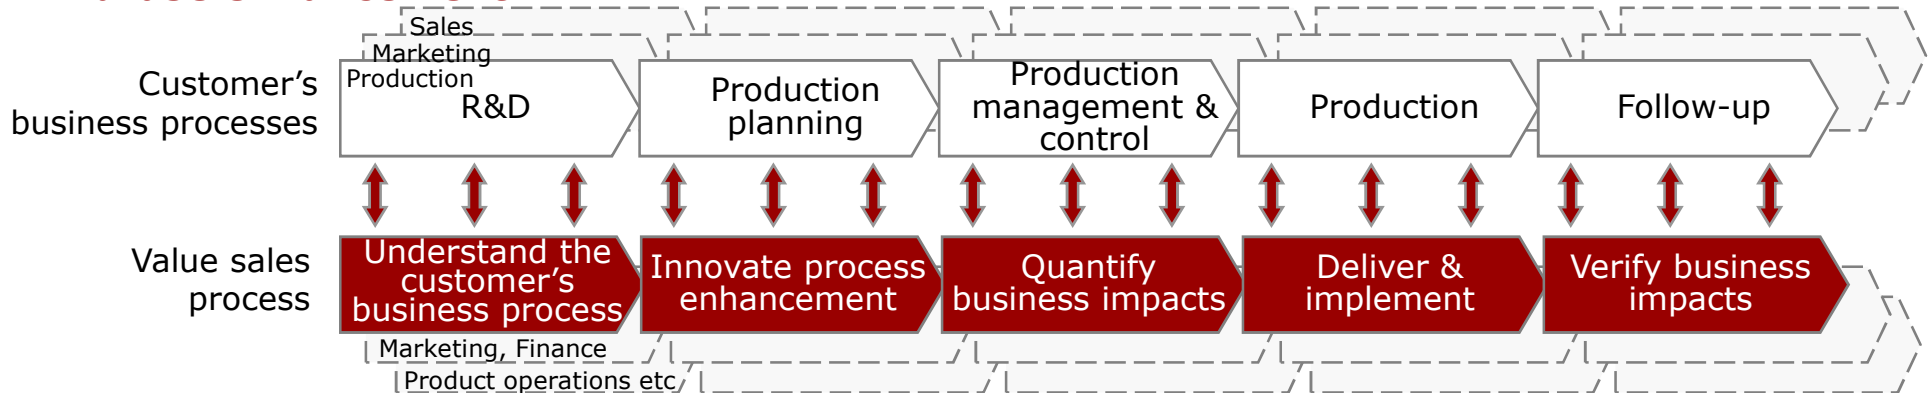 Sales
Marketing
Production
Customer's
business processes
R&D
Production
planning
Production
management &
control
Production
Follow-up
Value sales
process
Understand the
customer's
business process
Innovate process
enhancement
Quantify
business impacts
Deliver &
implement
Verify business
impacts
Marketing, Finance
Product operations etc